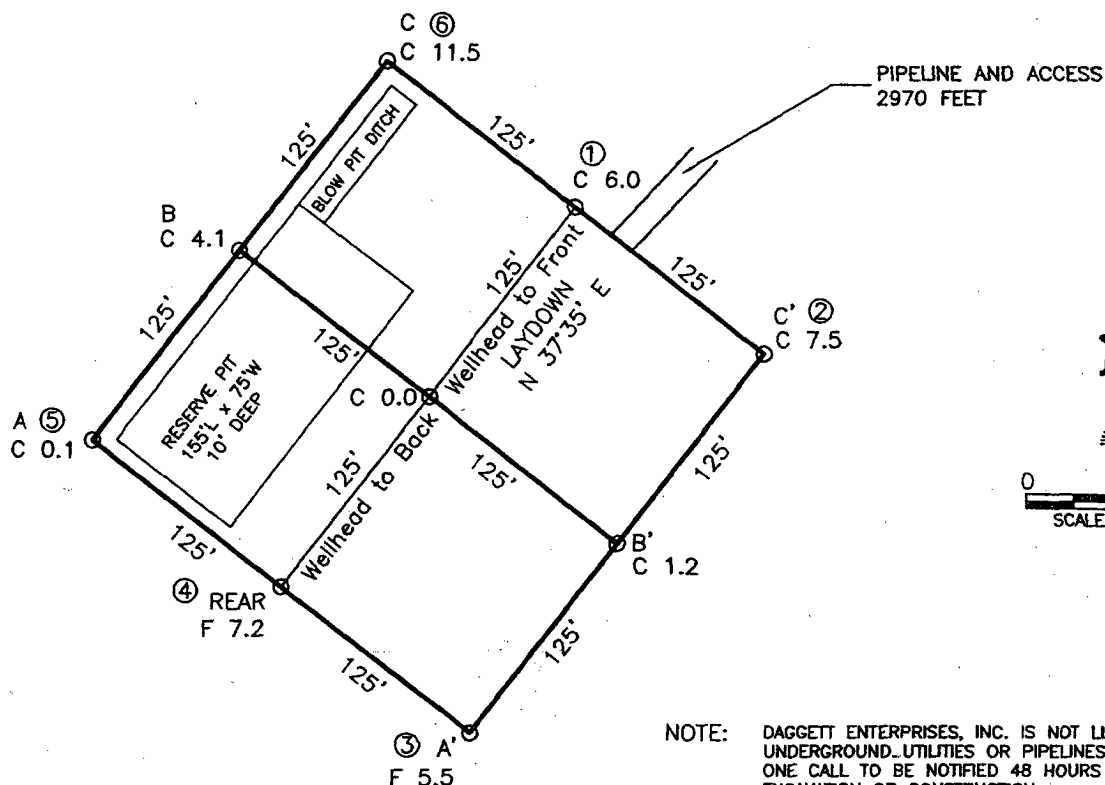 C ⑥
C 11.5
PIPELINE AND ACCESS
2970 FEET
125'
125'
BLOW PIT DITCH
①
C 6.0
B
C 4.1
125'
Wellhead to Front
LAYDOWN
N 37°35' E
125'
C' ②
C 7.5
125'
125'
RESERVE PIT
155'L x 75'W
10' DEEP
C 0.0
A ⑤
C 0.1
125'
Wellhead to Back
125'
125'
0
SCALE
125'
B'
C 1.2
④ REAR
F 7.2
125'
125'
③ A'
F 5.5
NOTE:
DAGGETT ENTERPRISES, INC. IS NOT
UNDERGROUND UTILITIES OR PIPELINES
ONE CALL TO BE NOTIFIED 48 HOURS